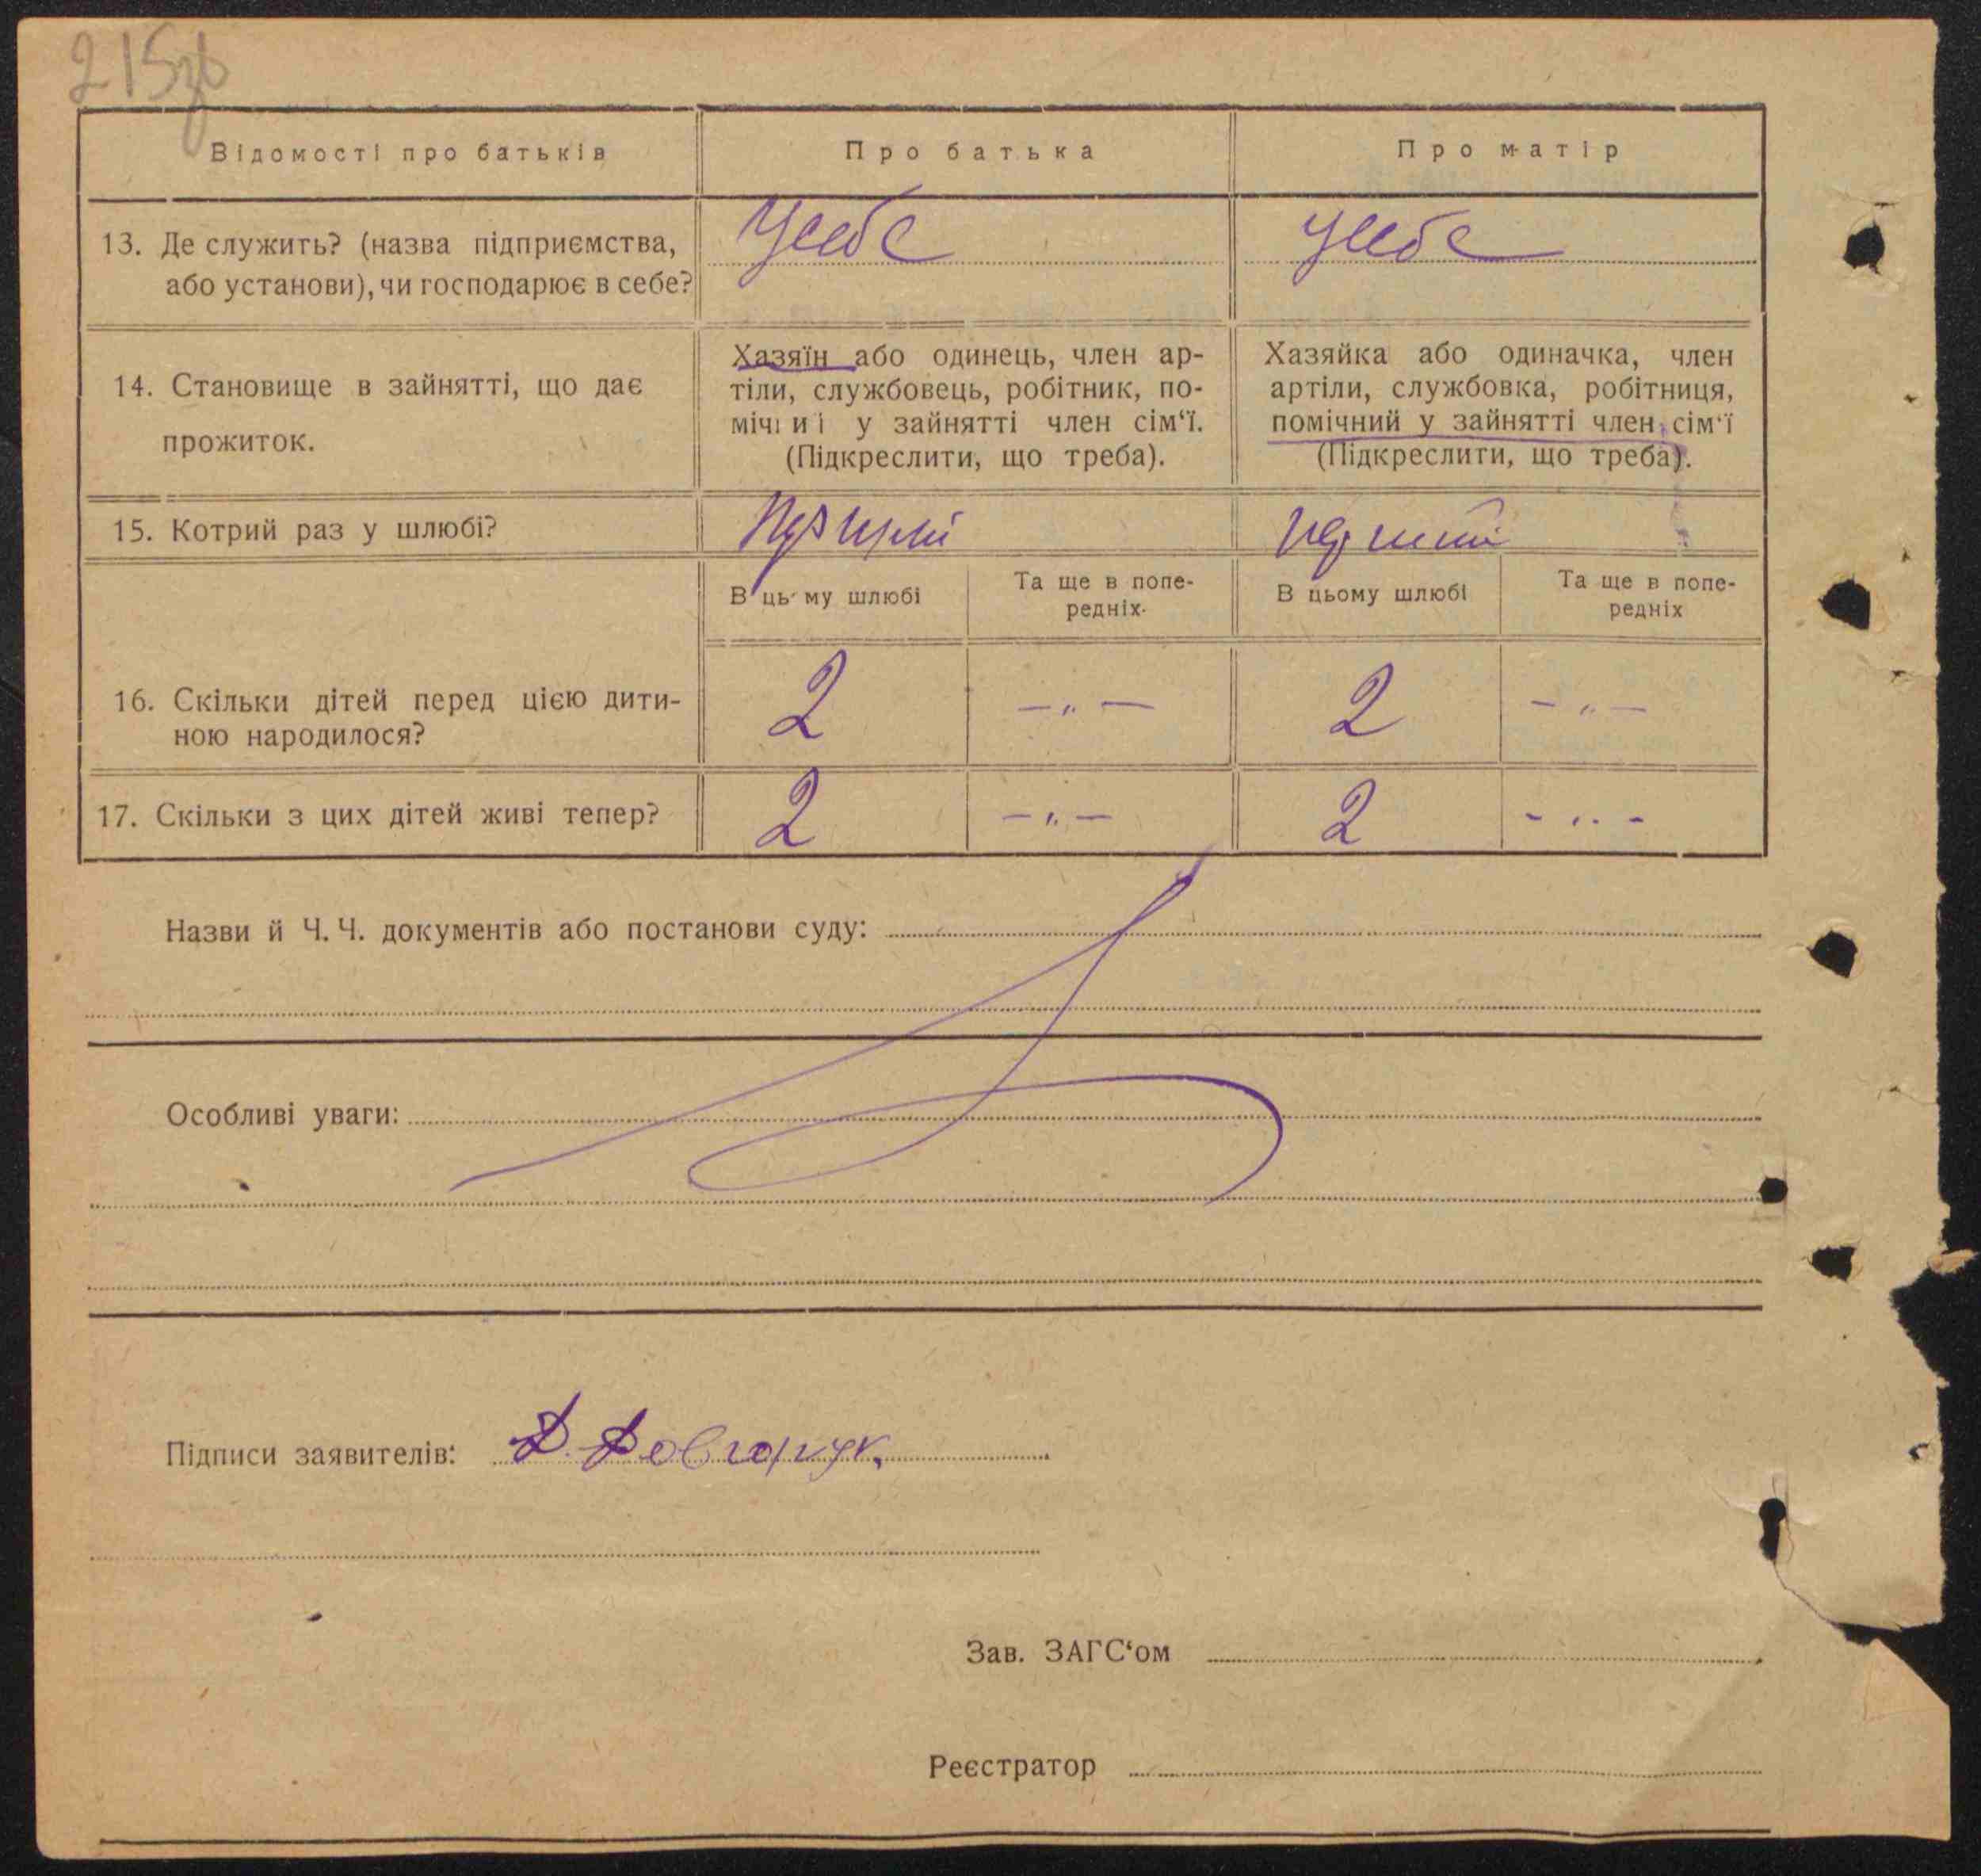 215зв
Відомості про батьків
Про батька
Про матір
13. Де служить? (назва підприємства,
або установи), чи господарює в себе?
У себе
У себе
14. Становище в зайнятті, що дає
прожиток.
Хазяїн або одинець, член ар-
тіли, службовець, робітник, по-
мічний у зайнятті член сім‘ї.
(Підкреслити, що треба).
Хазяйка або одиначка, член
артіли, службовка, робітниця,
помічний у зайнятті член сім‘ї
(Підкреслити, що треба).
15. Котрий раз у шлюбі?
Перший
перший
В цьому шлюбі
Та ще в попе-
редніх.
В цьому шлюбі
Та ще в попе-
редніх
16. Скільки дітей перед цією дити-
ною народилося?
2
— „ —
2
— „ —
17. Скільки з цих дітей живі тепер?
2
— „ —
2
— „ —
Назви й Ч. Ч. документів або постанови суду:
Особливі уваги:
Підписи заявителів:
Д. Довгорук
Зав. ЗАГС‘ом
Реєстратор